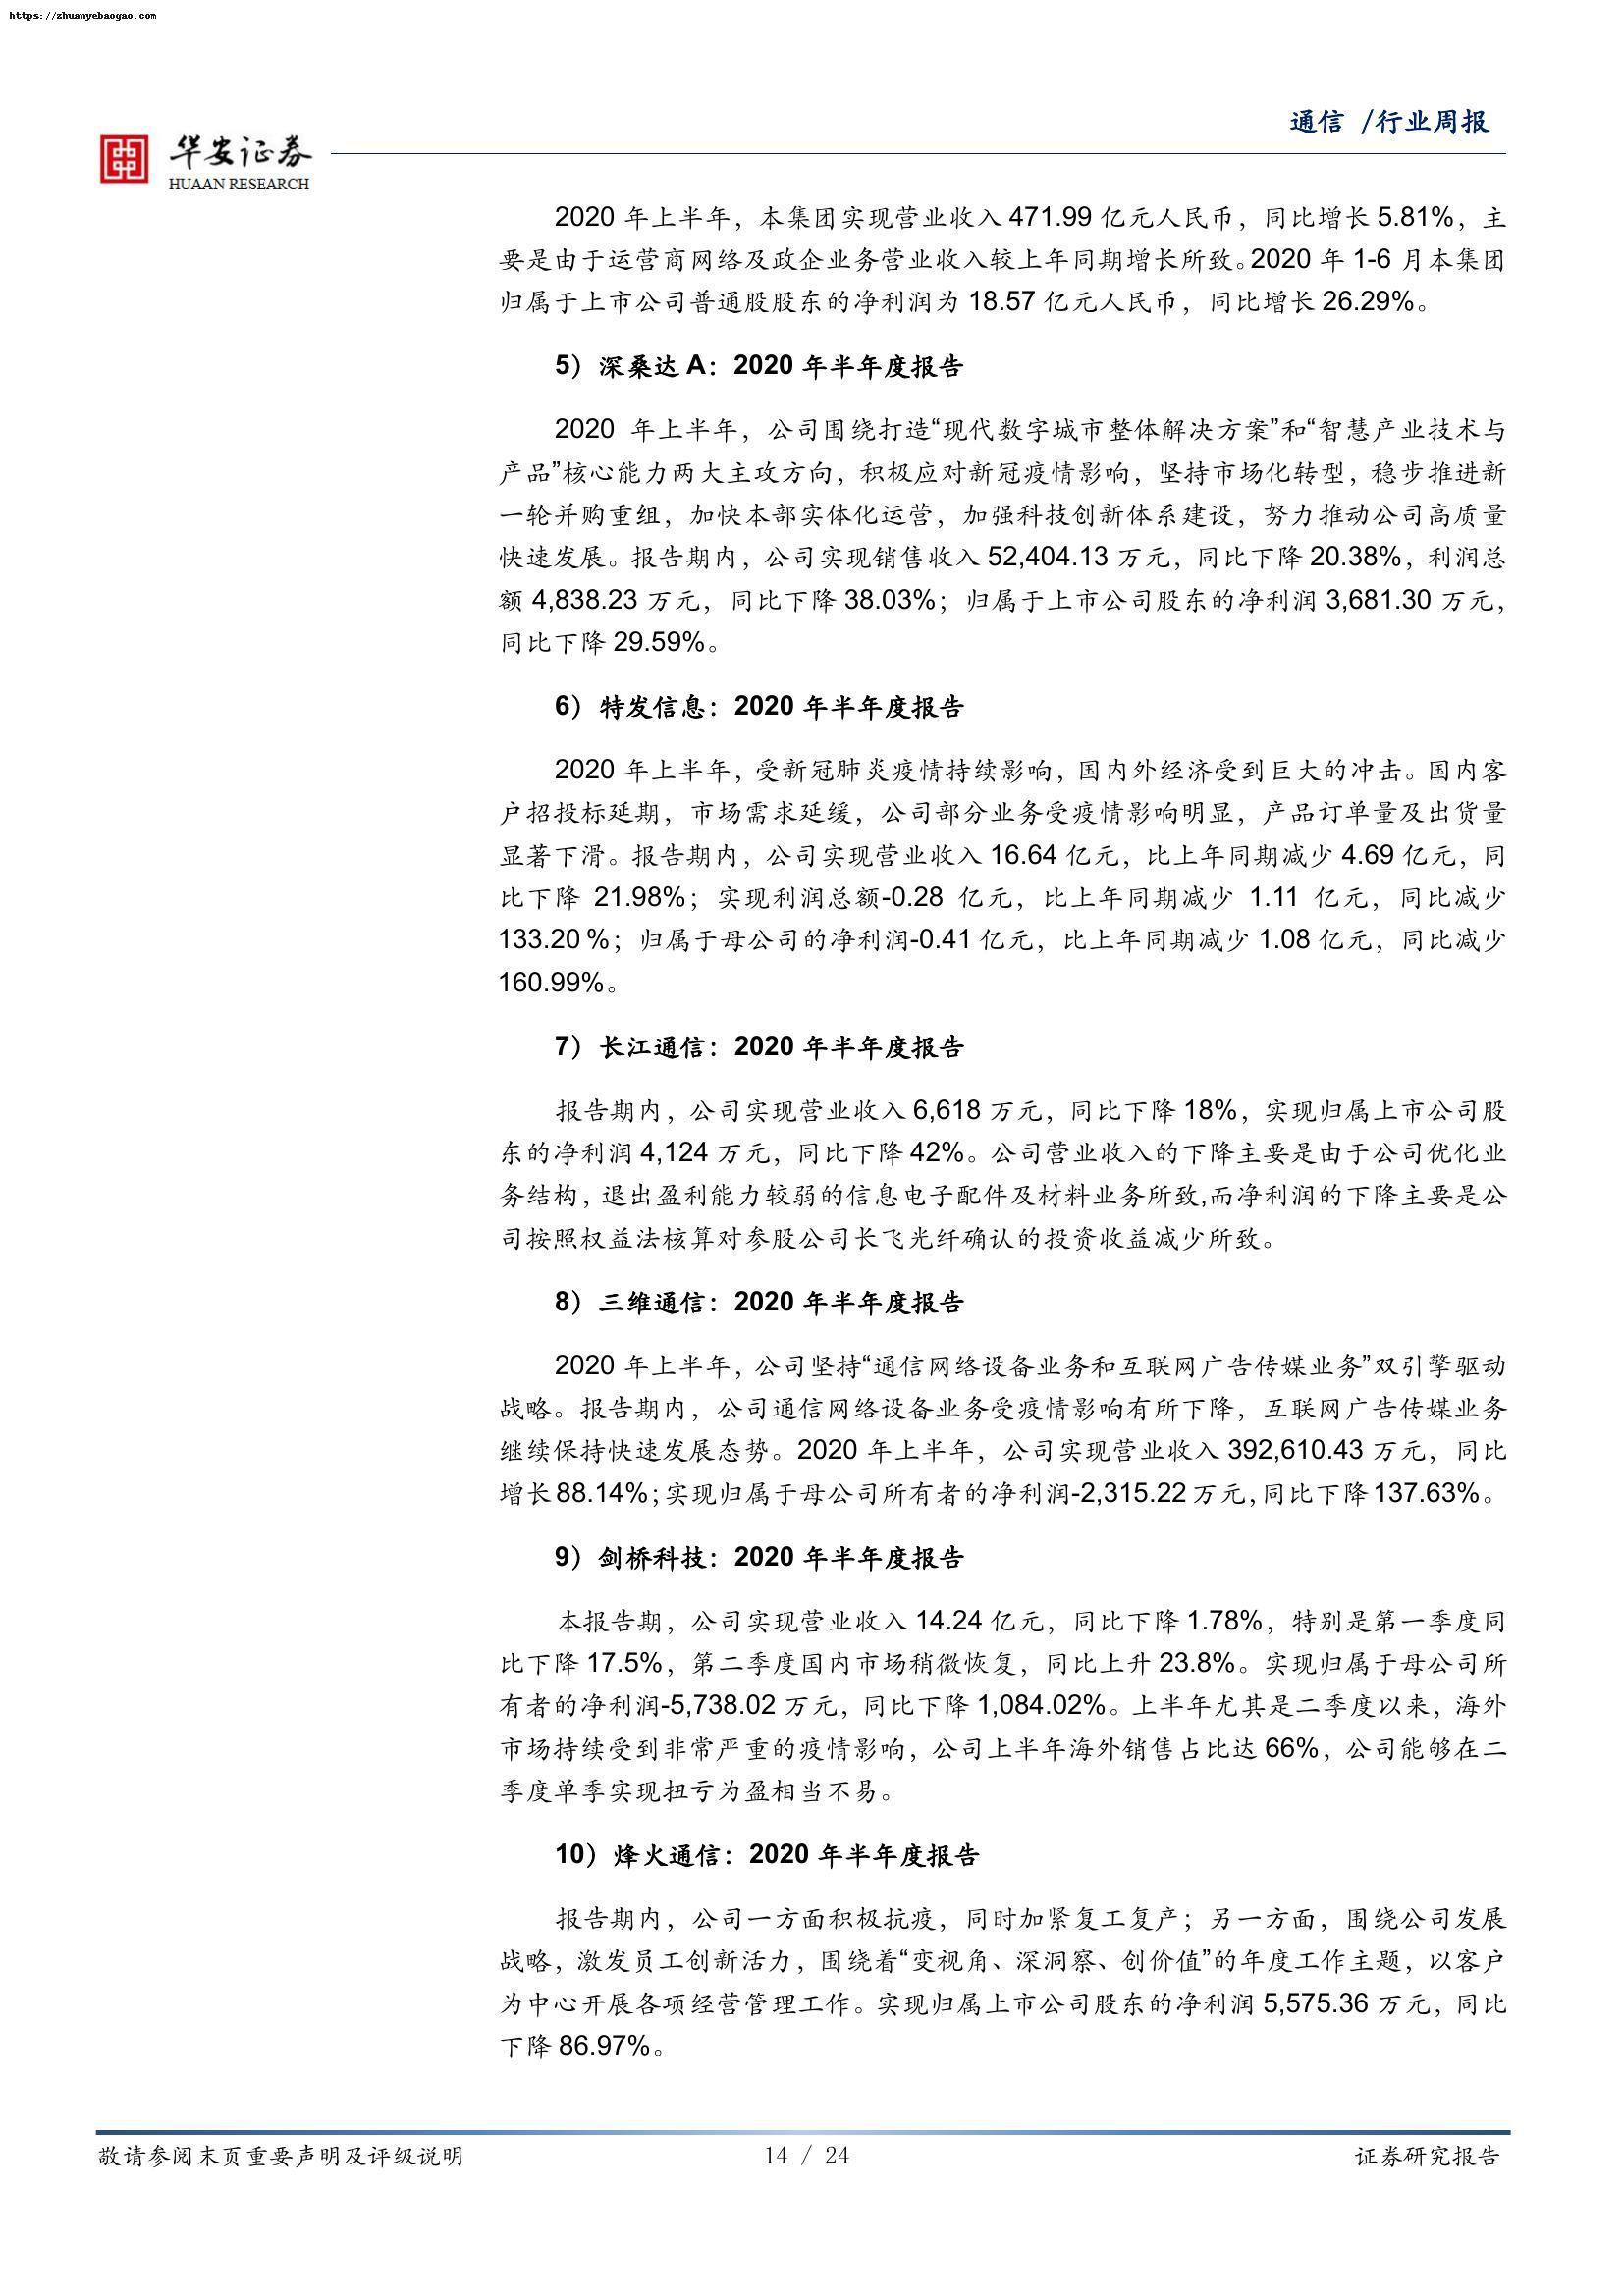 https://zhuanyebaogao.com
通信 /行业周报
华安证券
HUAAN RESEARCH
2020 年上半年，本集团实现营业收入 471.99 亿元人民币，同比增长 5.81%，主
要是由于运营商网络及政企业务营业收入较上年同期增长所致。2020 年 1-6 月本集团
归属于上市公司普通股股东的净利润为 18.57 亿元人民币，同比增长 26.29%。
5）深桑达 A：2020 年半年度报告
2020 年上半年，公司围绕打造“现代数字城市整体解决方案”和“智慧产业技术与
产品”核心能力两大主攻方向，积极应对新冠疫情影响，坚持市场化转型，稳步推进新
一轮并购重组，加快本部实体化运营，加强科技创新体系建设，努力推动公司高质量
快速发展。报告期内，公司实现销售收入 52,404.13 万元，同比下降 20.38%，利润总
额 4,838.23 万元，同比下降 38.03%；归属于上市公司股东的净利润 3,681.30 万元，
同比下降 29.59%。
6）特发信息：2020 年半年度报告
2020 年上半年，受新冠肺炎疫情持续影响，国内外经济受到巨大的冲击。国内客
户招投标延期，市场需求延缓，公司部分业务受疫情影响明显，产品订单量及出货量
显著下滑。报告期内，公司实现营业收入 16.64 亿元，比上年同期减少 4.69 亿元，同
比下降 21.98%；实现利润总额-0.28 亿元，比上年同期减少 1.11 亿元，同比减少
133.20 %；归属于母公司的净利润-0.41 亿元，比上年同期减少 1.08 亿元，同比减少
160.99%。
7）长江通信：2020 年半年度报告
报告期内，公司实现营业收入 6,618 万元，同比下降 18%，实现归属上市公司股
东的净利润 4,124 万元，同比下降 42%。公司营业收入的下降主要是由于公司优化业
务结构，退出盈利能力较弱的信息电子配件及材料业务所致,而净利润的下降主要是公
司按照权益法核算对参股公司长飞光纤确认的投资收益减少所致。
8）三维通信：2020 年半年度报告
2020 年上半年，公司坚持“通信网络设备业务和互联网广告传媒业务”双引擎驱动
战略。报告期内，公司通信网络设备业务受疫情影响有所下降，互联网广告传媒业务
继续保持快速发展态势。2020 年上半年，公司实现营业收入 392,610.43 万元，同比
增长 88.14%；实现归属于母公司所有者的净利润-2,315.22 万元，同比下降 137.63%。
9）剑桥科技：2020 年半年度报告
本报告期，公司实现营业收入 14.24 亿元，同比下降 1.78%，特别是第一季度同
比下降 17.5%，第二季度国内市场稍微恢复，同比上升 23.8%。实现归属于母公司所
有者的净利润-5,738.02 万元，同比下降 1,084.02%。上半年尤其是二季度以来，海外
市场持续受到非常严重的疫情影响，公司上半年海外销售占比达 66%，公司能够在二
季度单季实现扭亏为盈相当不易。
10）烽火通信：2020 年半年度报告
报告期内，公司一方面积极抗疫，同时加紧复工复产；另一方面，围绕公司发展
战略，激发员工创新活力，围绕着“变视角、深洞察、创价值”的年度工作主题，以客户
为中心开展各项经营管理工作。实现归属上市公司股东的净利润 5,575.36 万元，同比
下降 86.97%。
敬请参阅末页重要声明及评级说明
14 / 24
证券研究报告